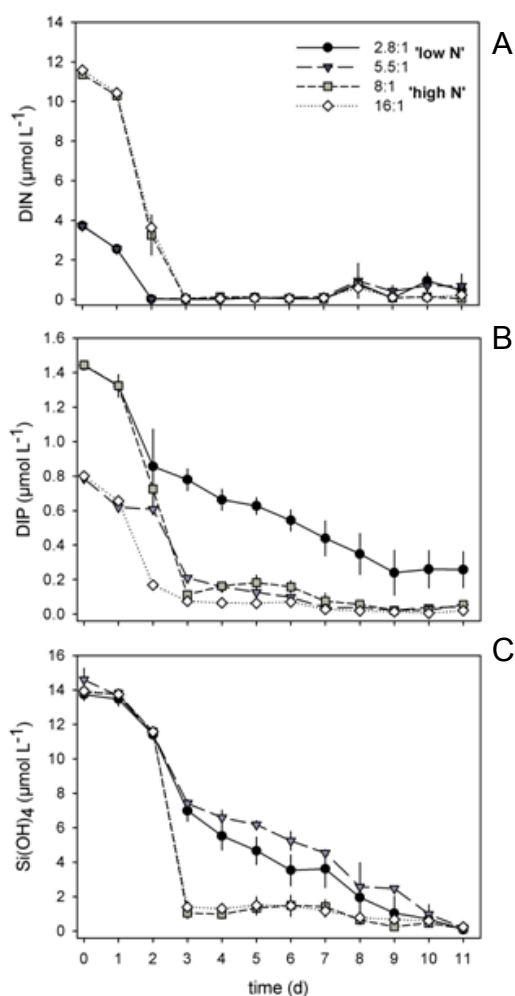 A
14
12
10
8
6
4
2
0
DIN (µmol L⁻¹)
2.8:1 'low N'
5.5:1
8:1 'high N'
16:1
B
1.6
1.4
1.2
1.0
0.8
0.6
0.4
0.2
0.0
DIP (µmol L⁻¹)
C
16
14
12
10
8
6
4
2
0
Si(OH)₄ (µmol L⁻¹)
0 1 2 3 4 5 6 7 8 9 10 11
time (d)